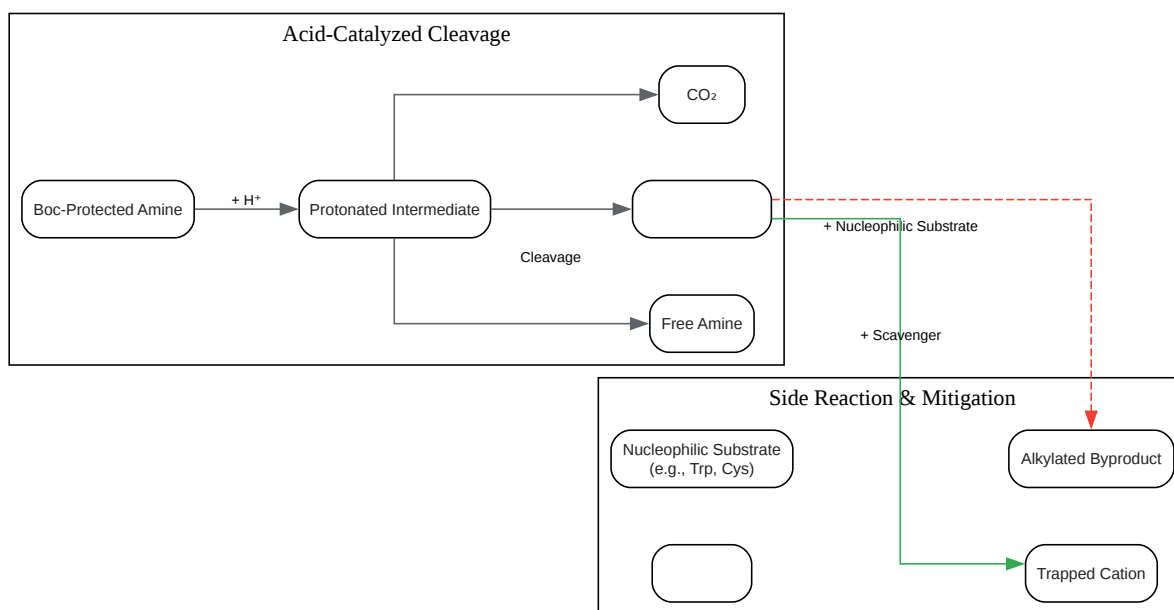 Acid-Catalyzed Cleavage
CO₂
Boc-Protected Amine
+ H⁺
Protonated Intermediate
+ Nucleophilic Substrate
Cleavage
Free Amine
+ Scavenger
Side Reaction & Mitigation
Nucleophilic Substrate
(e.g., Trp, Cys)
Alkylated Byproduct
Trapped Cation